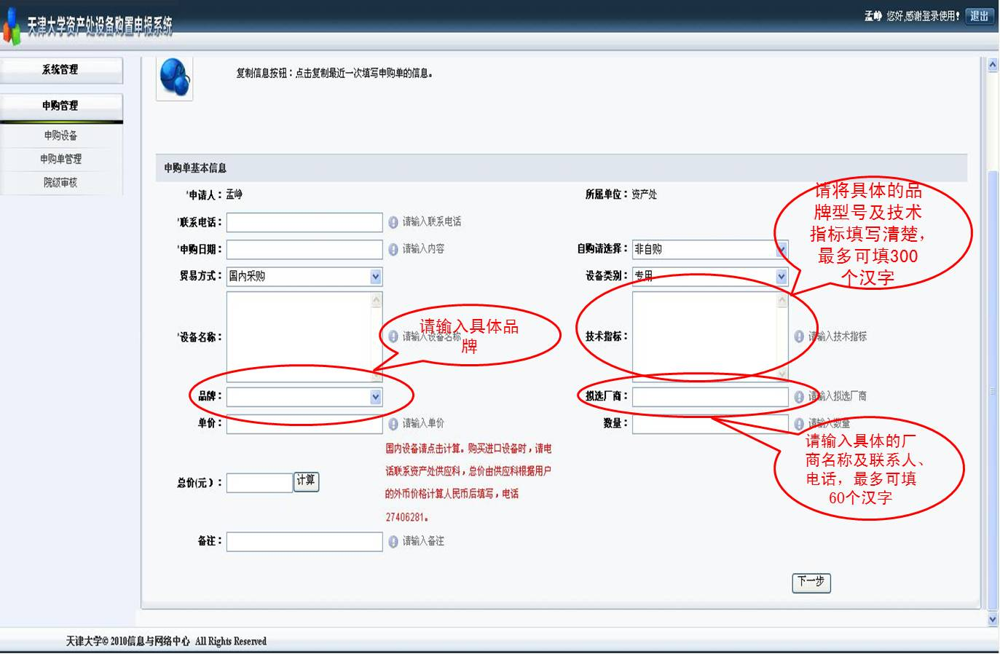 天津大学资产处设备购置申报系统
孟峥 您好,感谢登录使用!
退出
系统管理
申购管理
申购设备
申购单管理
院级审核
复制信息按钮：点击复制最近一次填写申购单的信息。
申购单基本信息
*申请人：孟峥
所属单位：资产处
*联系电话：
请输入联系电话
*申购日期：
请输入内容
自购请选择：
非自购
贸易方式：
国内采购
设备类别：
专用
请将具体的品
牌型号及技术
指标填写清楚，
最多可填300
个汉字
*设备名称：
请输入设备名称
请输入具体品
牌
技术指标：
请输入技术指标
品牌：
拟选厂商：
请输入拟选厂商
单价：
请输入单价
数量：
请输入数量
请输入具体的厂
商名称及联系人、
电话，最多可填
60个汉字
总价(元)：
计算
国内设备请点击计算。购买进口设备时，请电
话联系资产处供应科，总价由供应科根据用户
的外币价格计算人民币后填写，电话
27406281。
备注：
请输入备注
下一步
天津大学© 2010信息与网络中心 All Rights Reserved